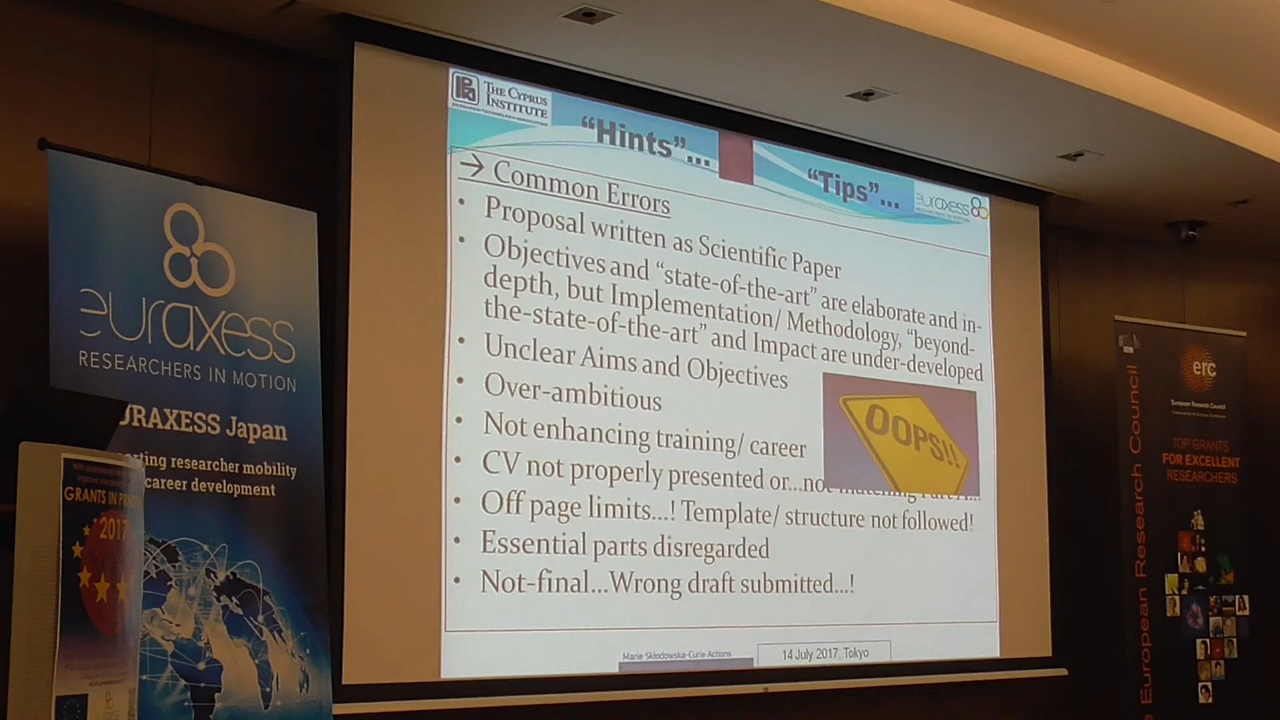 THE CYPRUS
INSTITUTE
"Hints"...
"Tips"...
euraxess
→ Common Errors
• Proposal written as Scientific Paper
• Objectives and "state-of-the-art" are elaborate and in-
depth, but Implementation/ Methodology, "beyond-
the-state-of-the-art" and Impact are under-developed
• Unclear Aims and Objectives
• Over-ambitious
• Not enhancing training/ career
• CV not properly presented or...not
• Off page limits...! Template/ structure not followed!
• Essential parts disregarded
• Not-final...Wrong draft submitted...!
OOPS!!
Marie Skłodowska-Curie Actions
14 July 2017, Tokyo
euraxess
RESEARCHERS IN MOTION
URAXESS Japan
orting researcher mobility
career development
GRANTS IN
2017
erc
European Research Council
TOP GRANTS
FOR EXCELLENT
RESEARCHERS
European Research Council